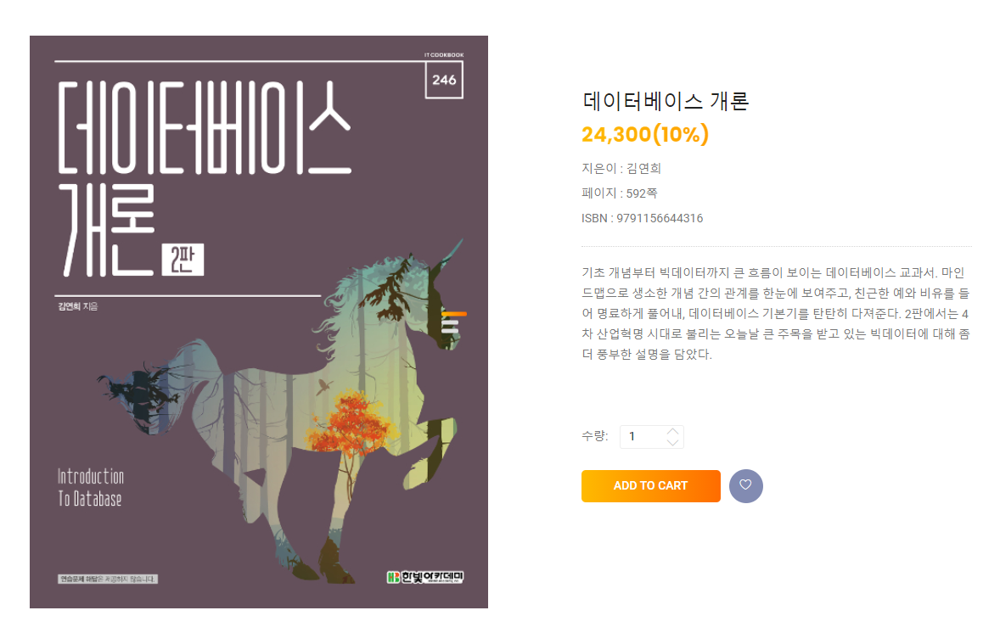 IT COOKBOOK
246
데이터베이스
개론
2판
김연희 지음
Introduction
To Database
연습문제 해답은 제공하지 않습니다.
한빛아카데미
데이터베이스 개론
24,300(10%)
지은이 : 김연희
페이지 : 592쪽
ISBN : 9791156644316
기초 개념부터 빅데이터까지 큰 흐름이 보이는 데이터베이스 교과서. 마인
드맵으로 생소한 개념 간의 관계를 한눈에 보여주고, 친근한 예와 비유를 들
어 명료하게 풀어내, 데이터베이스 기본기를 탄탄히 다져준다. 2판에서는 4
차 산업혁명 시대로 불리는 오늘날 큰 주목을 받고 있는 빅데이터에 대해 좀
더 풍부한 설명을 담았다.
수량:
1
ADD TO CART